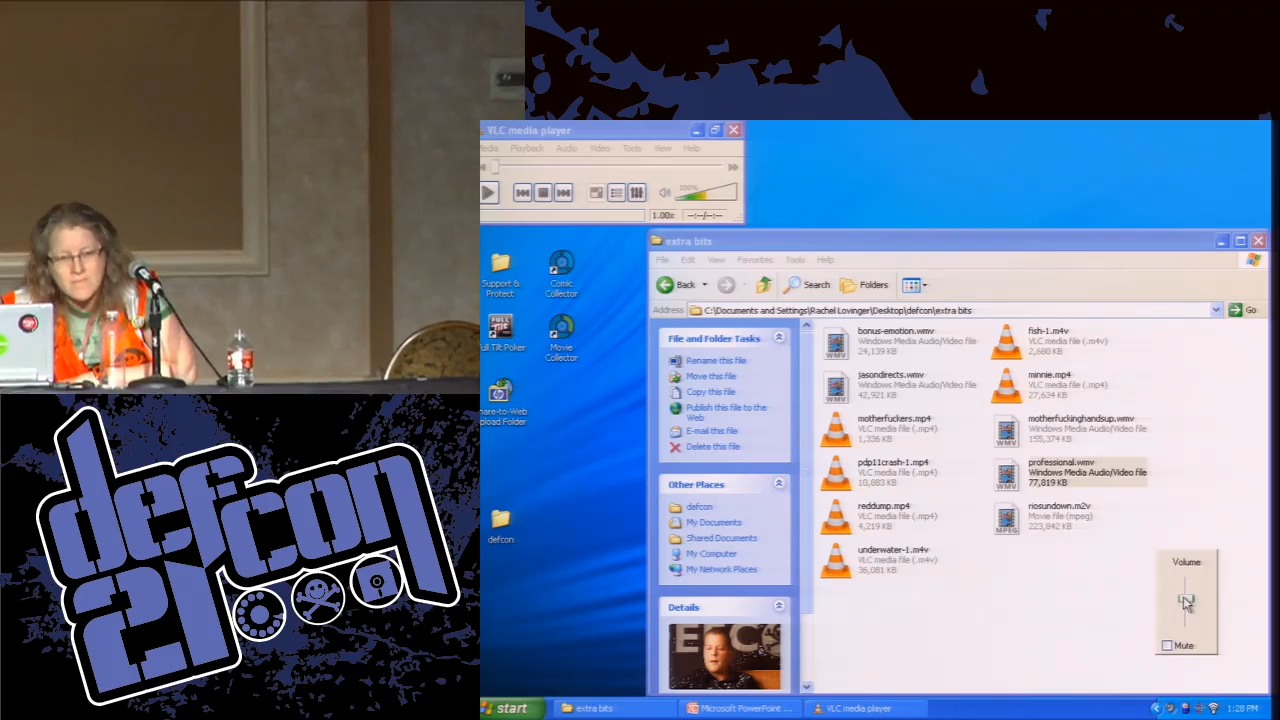 VLC media player
Playback Audio Video Tools View Help
100%
1.00x --:--/--:--
Support & Protect
Comic Collector
Full Tilt Poker
FULL TILT
Movie Collector
Share-to-Web Upload Folder
defcon
extra bits
File Edit View Favorites Tools Help
Back Search Folders
Address C:\Documents and Settings\Rachel Lovinger\Desktop\defcon\extra bits Go
File and Folder Tasks
Rename this file
Move this file
Copy this file
Publish this file to the
Web
E-mail this file
Delete this file
Other Places
defcon
My Documents
Shared Documents
My Computer
My Network Places
Details
bonus-emotion.wmv
Windows Media Audio/Video file
24,139 KB
fish-1.m4v
VLC media file (.m4v)
2,680 KB
jasondirects.wmv
Windows Media Audio/Video file
42,921 KB
minnie.mp4
VLC media file (.mp4)
27,634 KB
motherfuckers.mp4
VLC media file (.mp4)
1,336 KB
motherfuckinghandsup.wmv
Windows Media Audio/Video file
155,374 KB
pdp11crash-1.mp4
VLC media file (.mp4)
10,883 KB
professional.wmv
Windows Media Audio/Video file
77,819 KB
reddump.mp4
VLC media file (.mp4)
4,219 KB
riosundown.m2v
Movie file (mpeg)
223,842 KB
underwater-1.m4v
VLC media file (.m4v)
36,081 KB
Volume
Mute
start extra bits Microsoft PowerPoint ... VLC media player 1:28 PM
defcon
21